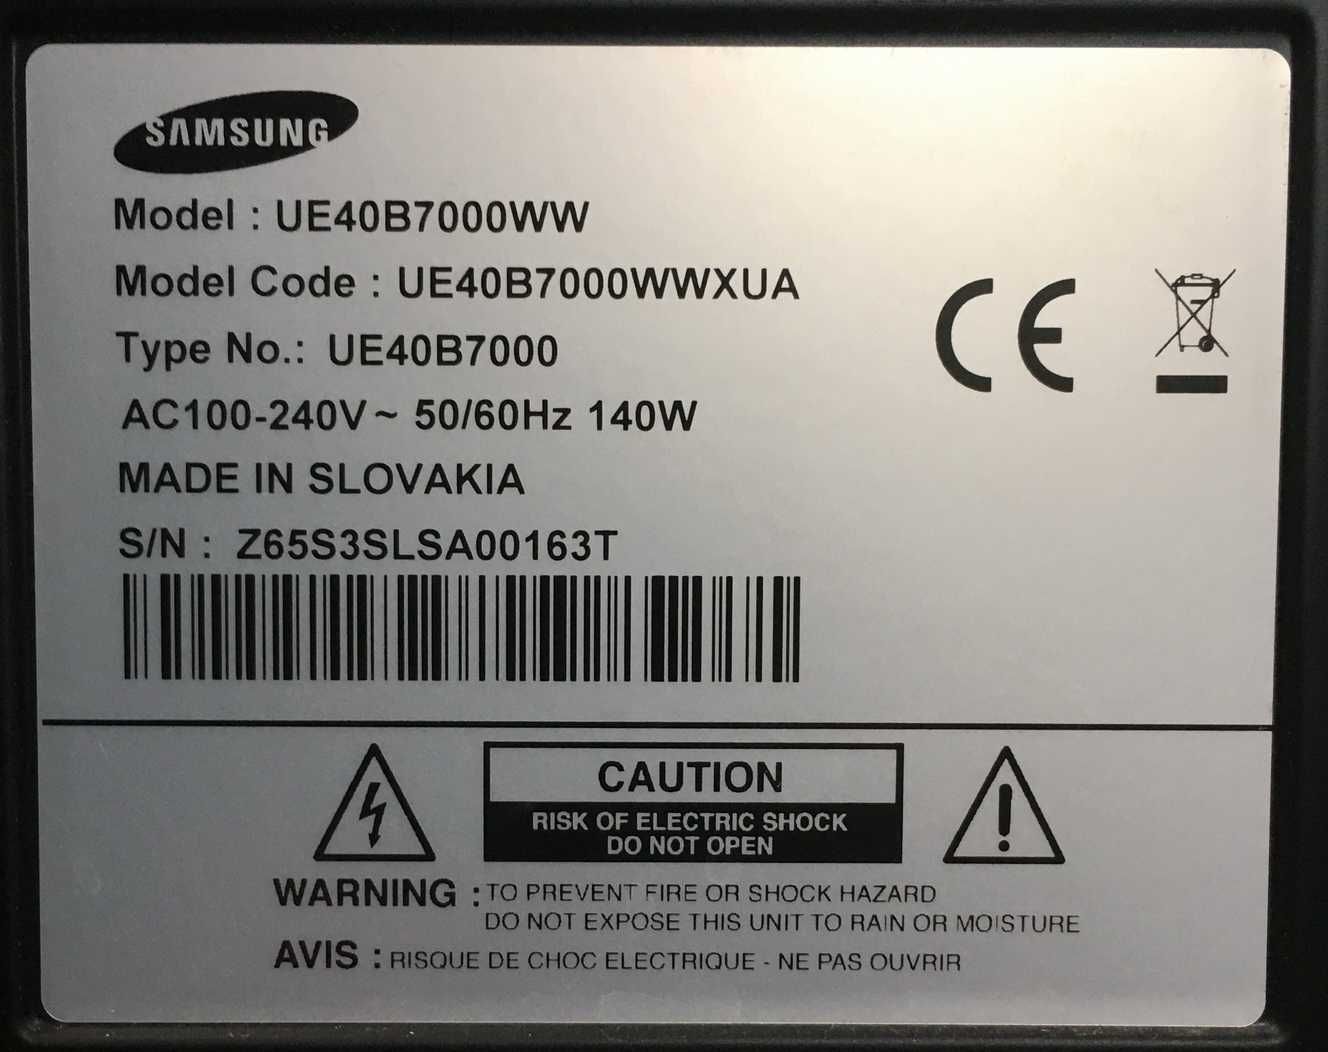 SAMSUNG
Model : UE40B7000WW
Model Code : UE40B7000WWXUA
Type No.: UE40B7000
AC100-240V~ 50/60Hz 140W
MADE IN SLOVAKIA
S/N : Z65S3SLSA00163T
CE
CAUTION
RISK OF ELECTRIC SHOCK
DO NOT OPEN
WARNING : TO PREVENT FIRE OR SHOCK HAZARD
DO NOT EXPOSE THIS UNIT TO RAIN OR MOISTURE
AVIS : RISQUE DE CHOC ELECTRIQUE - NE PAS OUVRIR